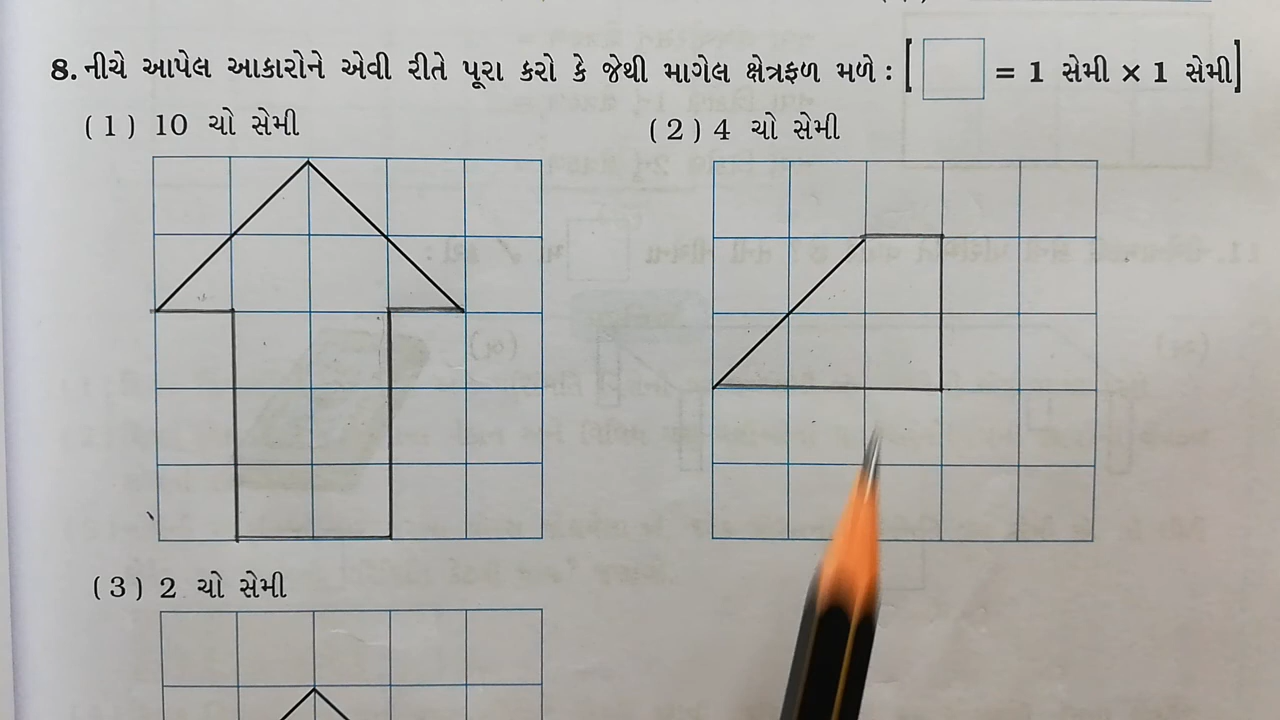 8. નીચે આપેલ આકારોને એવી રીતે પૂરા કરો કે જેથી માગેલ ક્ષેત્રફળ મળે : [ = 1 સેમી × 1 સેમી]
(1) 10 ચો સેમી
(2) 4 ચો સેમી
(3) 2 ચો સેમી